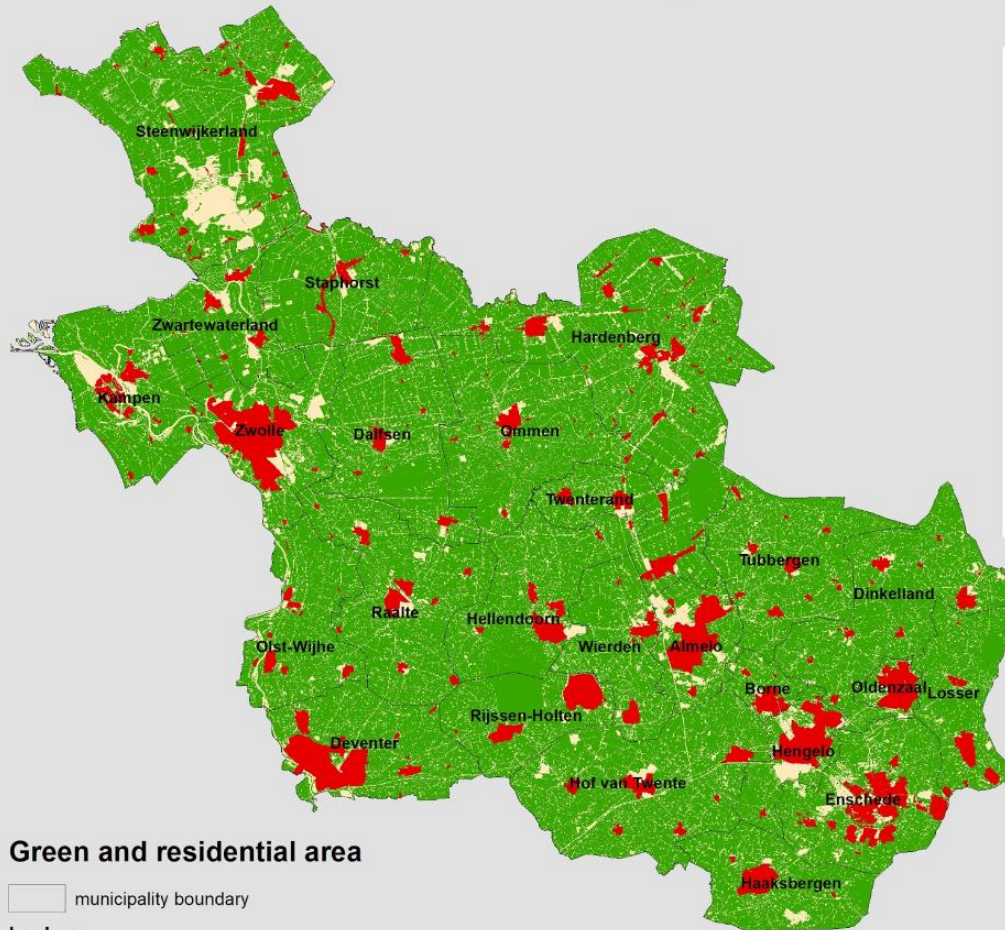 Steenwijkerland
Staphorst
Zwartewaterland
Hardenberg
Kampen
Zwolle
Dalfsen
Ommen
Twenterand
Tubbergen
Dinkelland
Raalte
Hellendoorn
Olst-Wijhe
Wierden
Almelo
Borne
Oldenzaal
Losser
Rijssen-Holten
Deventer
Hengelo
Hof van Twente
Enschede
Green and residential area
Haaksbergen
municipality boundary